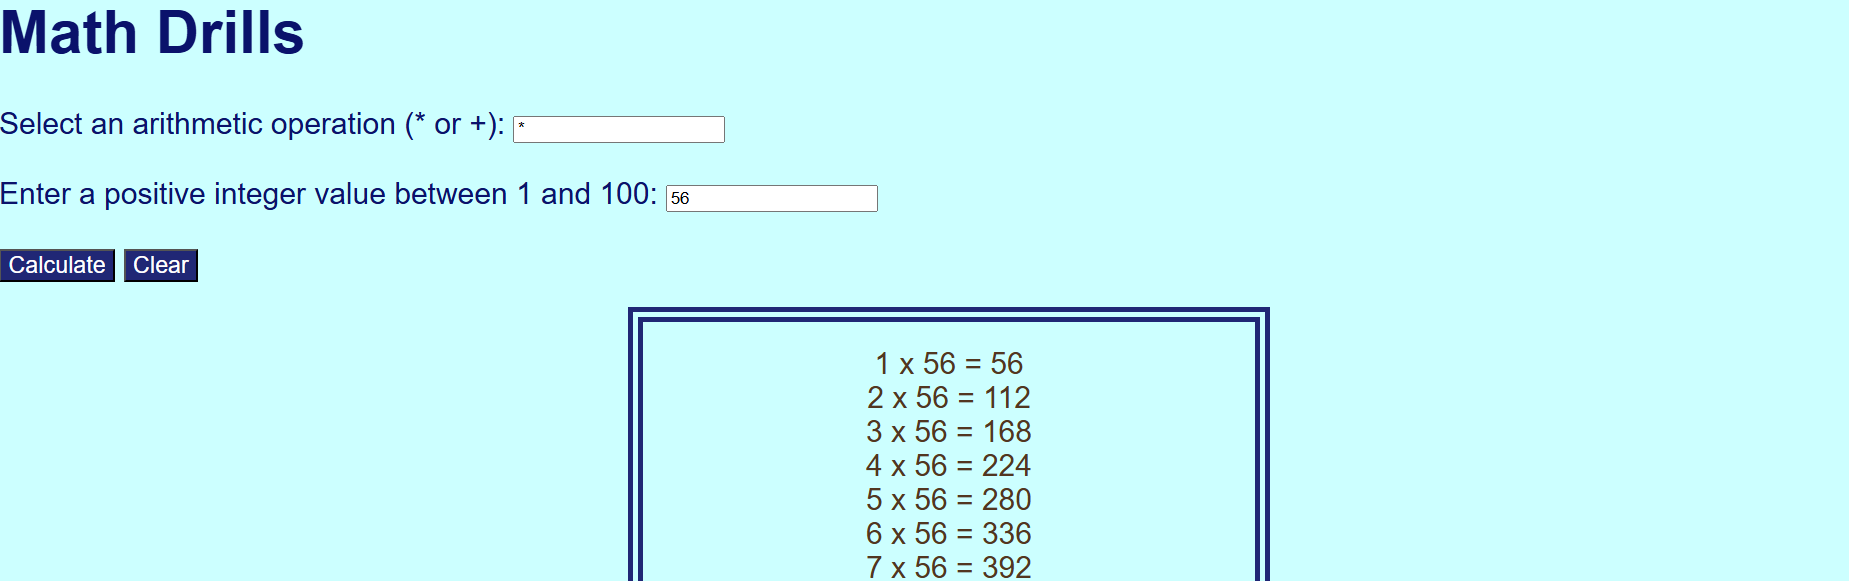 Math Drills
Select an arithmetic operation (* or +): *
Enter a positive integer value between 1 and 100: 56
Calculate Clear
1 x 56 = 56
2 x 56 = 112
3 x 56 = 168
4 x 56 = 224
5 x 56 = 280
6 x 56 = 336
7 x 56 = 392